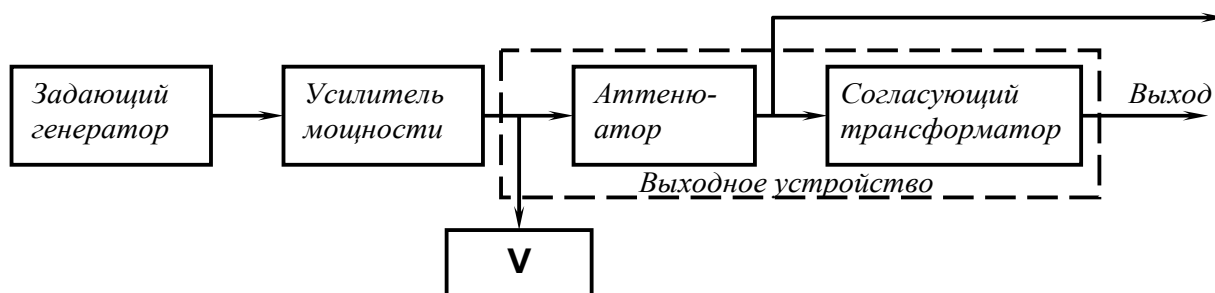 Задающий
генератор
Усилитель
мощности
Аттеню-
атор
Согласующий
трансформатор
Выход
Выходное устройство
V